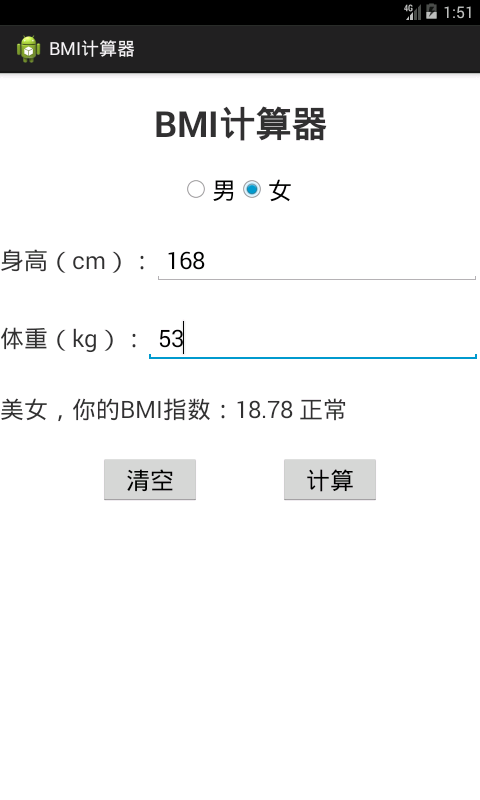 4G 1:51
BMI计算器
BMI计算器
男 女
身高（cm）： 168
体重（kg）： 53
美女，你的BMI指数：18.78 正常
清空 计算